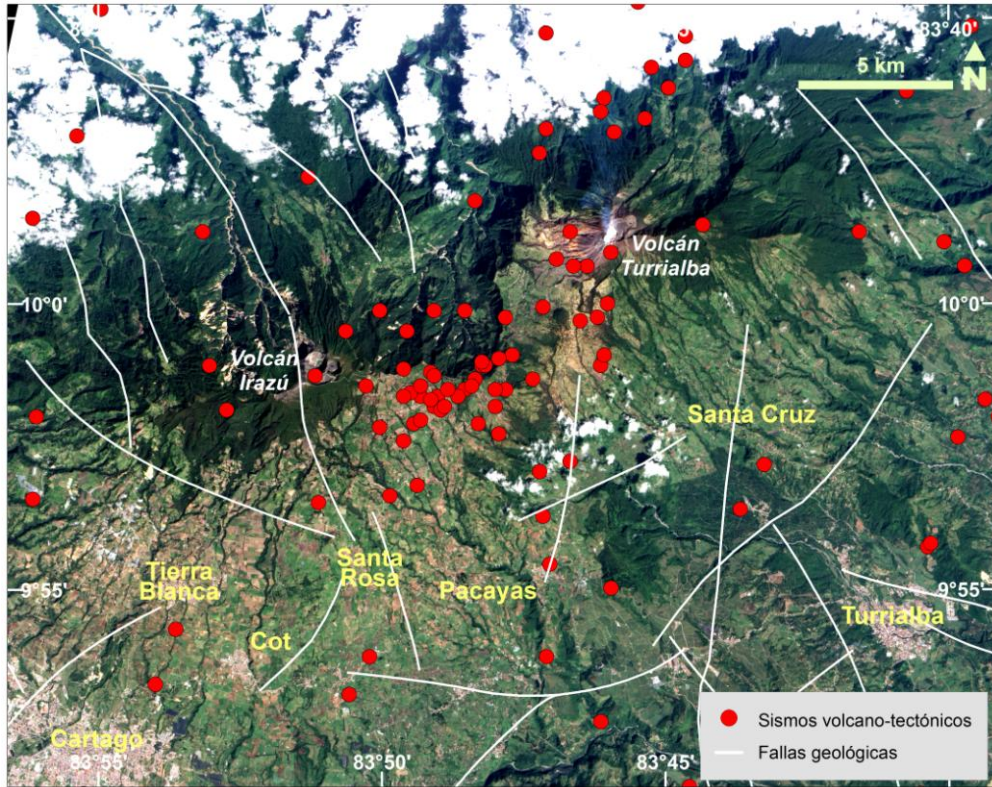 83°40'
5 km
N
Volcán
Turrialba
10°0'
10°0'
Volcán
Irazú
Santa Cruz
Tierra
Blanca
Santa
Rosa
Pacayas
9°55'
9°55'
Turrialba
Cot
Cartago
Sismos volcano-tectónicos
Fallas geológicas
83°55'
83°50'
83°45'